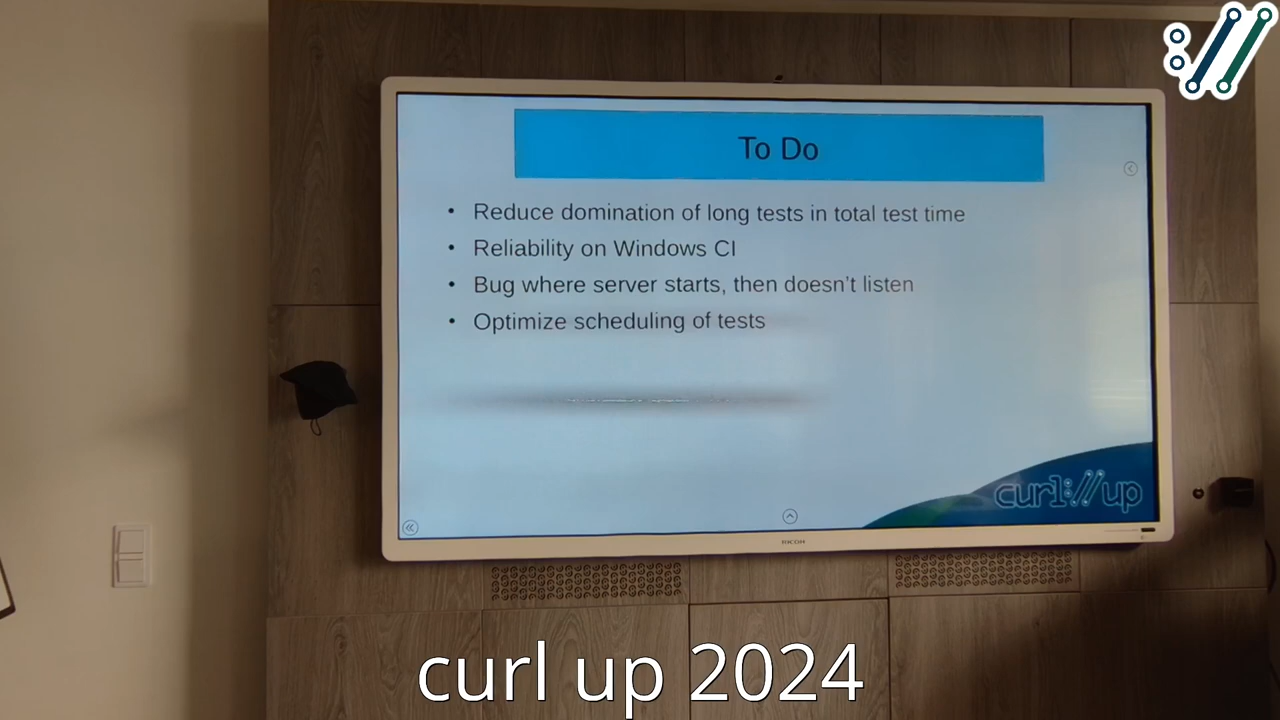 To Do
• Reduce domination of long tests in total test time
• Reliability on Windows CI
• Bug where server starts, then doesn't listen
• Optimize scheduling of tests
curl://up
RICOH
curl up 2024